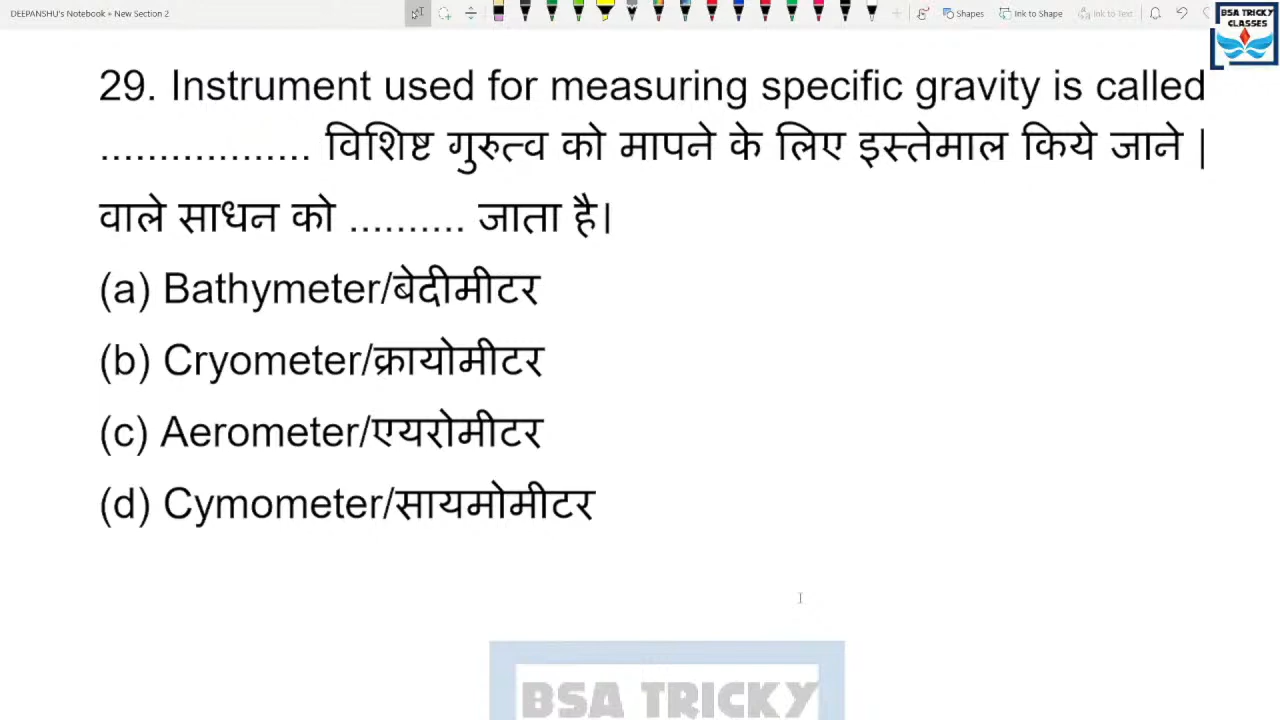 DEEPANSHU's Notebook » New Section 2
Shapes
Ink to Shape
Ink to Text
BSA TRICKY
CLASSES
29. Instrument used for measuring specific gravity is called
.................. विशिष्ट गुरुत्व को मापने के लिए इस्तेमाल किये जाने |
वाले साधन को .......... जाता है।
(a) Bathymeter/बेदीमीटर
(b) Cryometer/क्रायोमीटर
(c) Aerometer/एयरोमीटर
(d) Cymometer/सायमोमीटर
BSA TRICKY